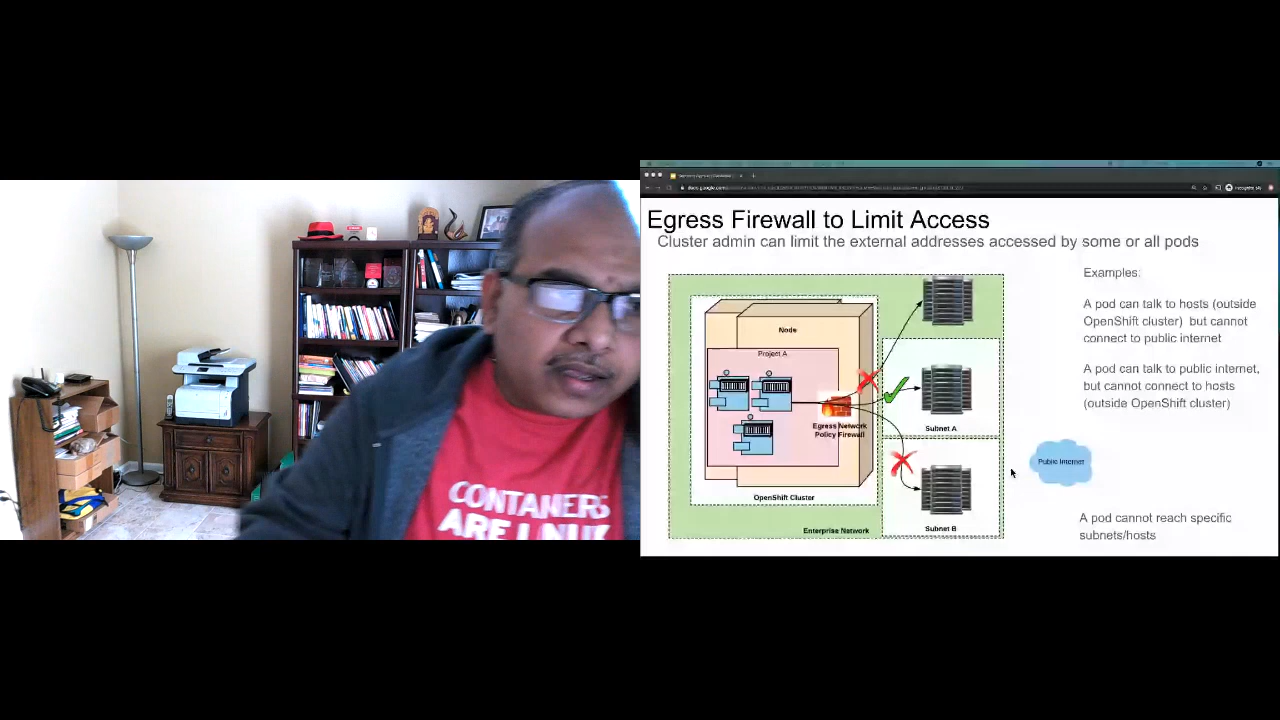 CONTAINERS
ARE LINUX
Egress Firewall to Limit Access
Cluster admin can limit the external addresses accessed by some or all pods
Examples:
A pod can talk to hosts (outside
OpenShift cluster) but cannot
connect to public internet
A pod can talk to public internet,
but cannot connect to hosts
(outside OpenShift cluster)
Node
Project A
Egress Network
Policy Firewall
Subnet A
Public Internet
OpenShift Cluster
Enterprise Network
Subnet B
A pod cannot reach specific
subnets/hosts